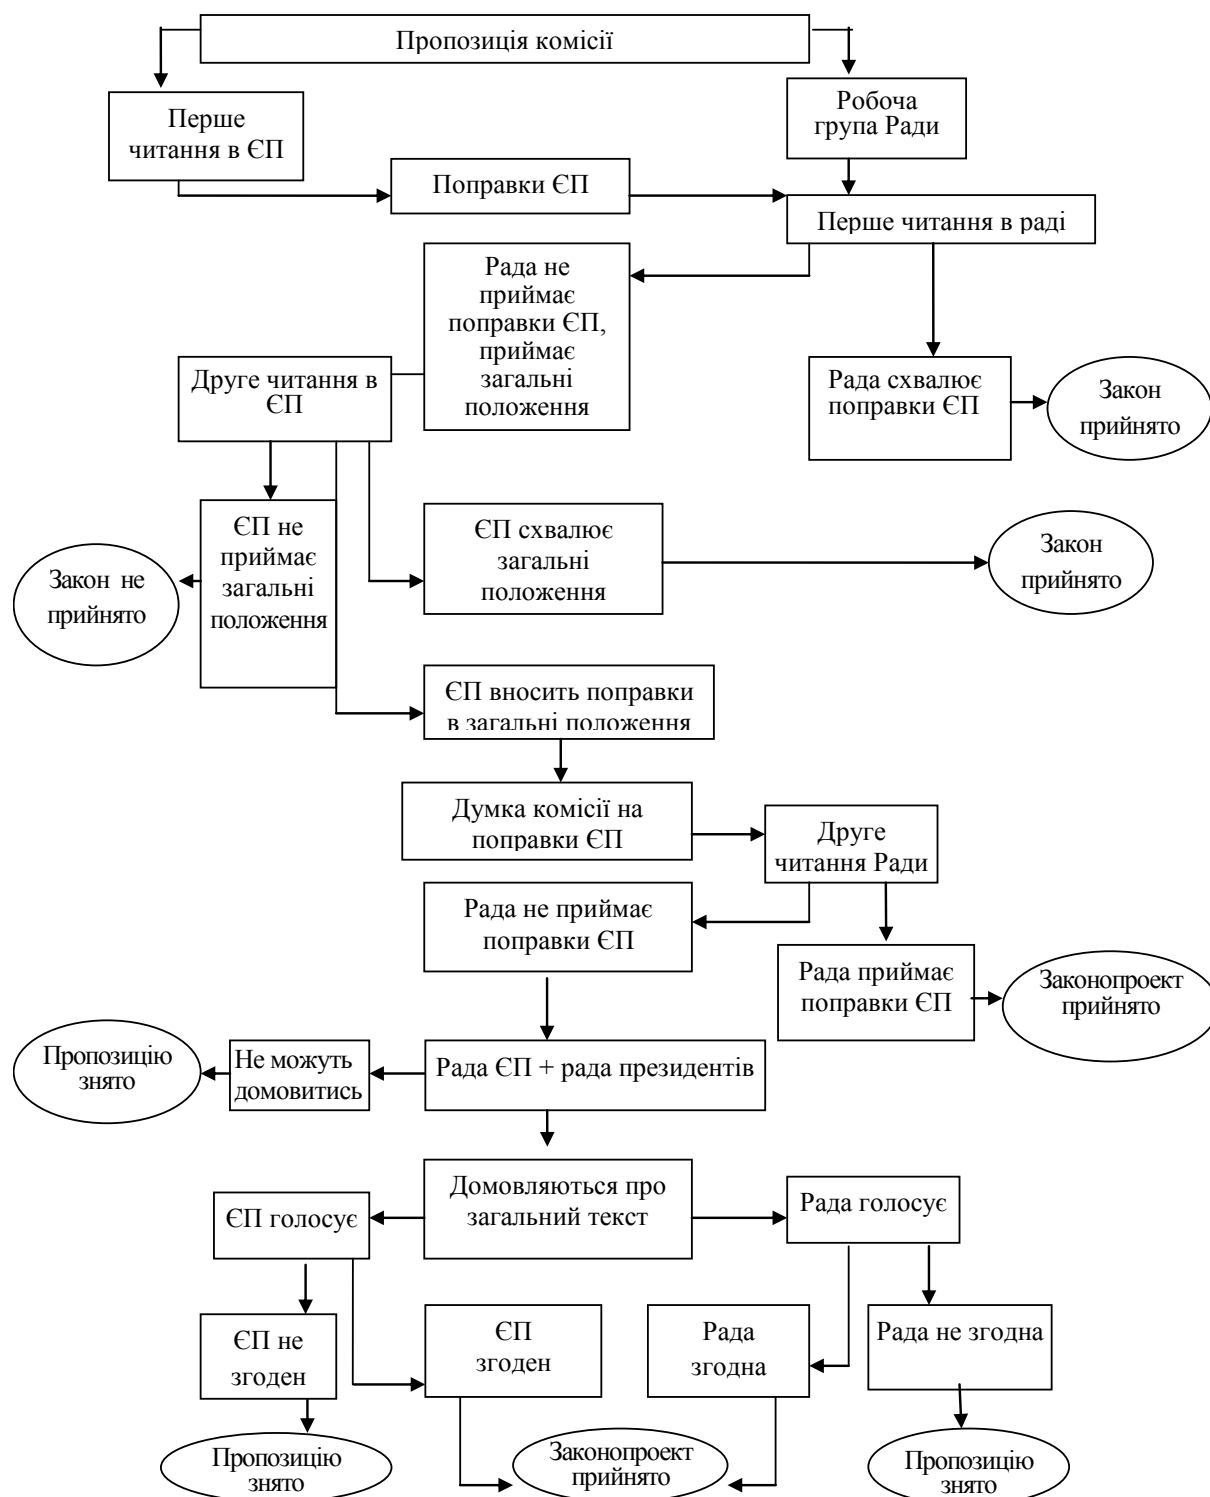 Пропозиція комісії
Перше
читання в ЄП
Робоча
група Ради
Поправки ЄП
Перше читання в раді
Рада не
приймає
поправки ЄП,
приймає
загальні
положення
Друге читання в
ЄП
Рада схвалює
поправки ЄП
Закон
прийнято
ЄП не
приймає
загальні
положення
ЄП схвалює
загальні
положення
Закон
прийнято
Закон не
прийнято
ЄП вносить поправки
в загальні положення
Думка комісії на
поправки ЄП
Друге
читання Ради
Рада не приймає
поправки ЄП
Рада приймає
поправки ЄП
Законопроект
прийнято
Пропозицію
знято
Не можуть
домовитись
Рада ЄП + рада президентів
Домовляються про
загальний текст
ЄП голосує
Рада голосує
ЄП не
згоден
ЄП
згоден
Рада
згодна
Рада не згодна
Пропозицію
знято
Законопроект
прийнято
Пропозицію
знято